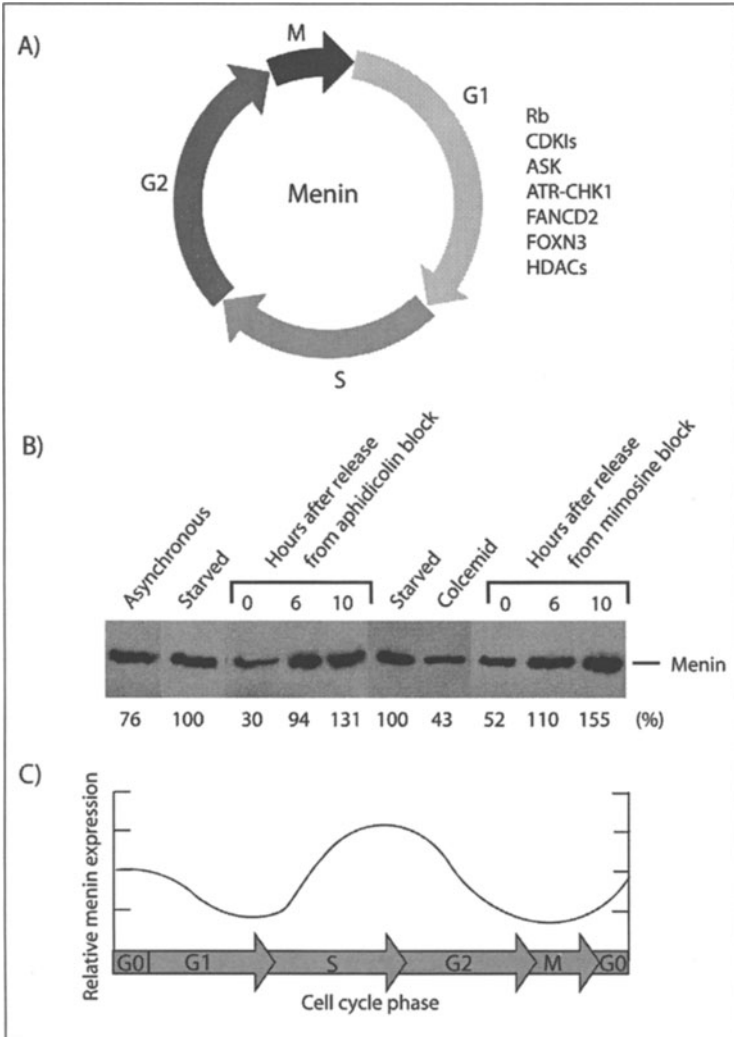 A)
M
G1
G2
Menin
S
Rb
CDKIs
ASK
ATR-CHK1
FANCD2
FOXN3
HDACs
B)
Asynchronous
Starved
Hours after release
from aphidicolin block
0 6 10
Starved
Colcemid
Hours after release
from mimosine block
0 6 10
Menin
76 100 30 94 131 100 43 52 110 155 (%)
C)
Relative menin expression
G0 G1 S G2 M G0
Cell cycle phase